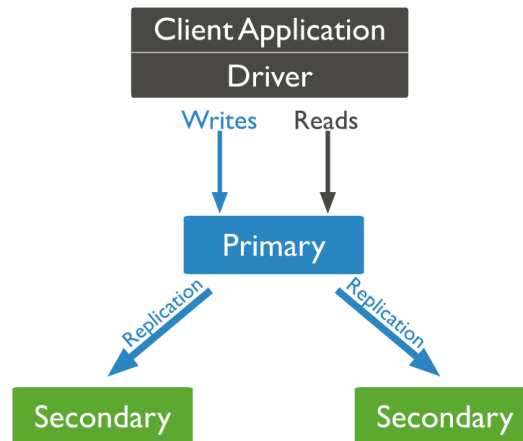 Client Application
Driver
Writes
Reads
Primary
Replication
Replication
Secondary
Secondary